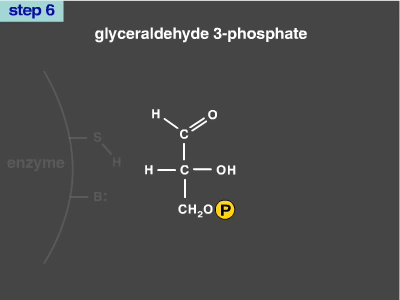 step 6
glyceraldehyde 3-phosphate
H O
S C
enzyme H H C OH
B: CH₂O P